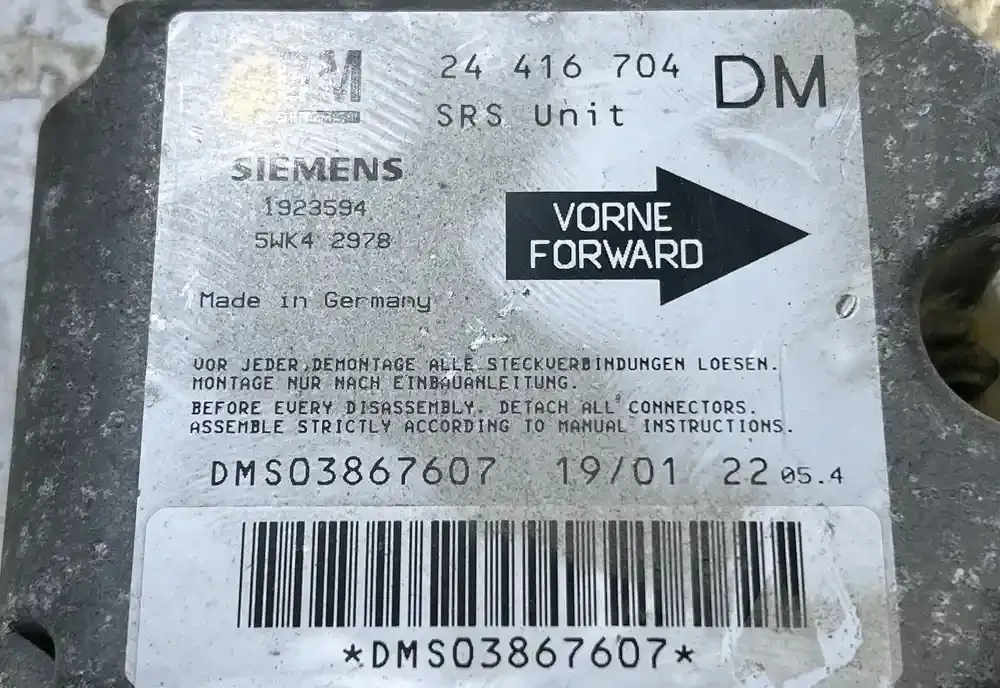 24 416 704 DM
SRS Unit
SIEMENS
1923594
5WK4 2978
VORNE
FORWARD
Made in Germany
VOR JEDER DEMONTAGE ALLE STECKVERBINDUNGEN LOESEN.
MONTAGE NUR NACH EINBAUANLEITUNG.
BEFORE EVERY DISASSEMBLY. DETACH ALL CONNECTORS.
ASSEMBLE STRICTLY ACCORDING TO MANUAL INSTRUCTIONS.
DMS03867607 19/01 22 05.4
*DMS03867607*